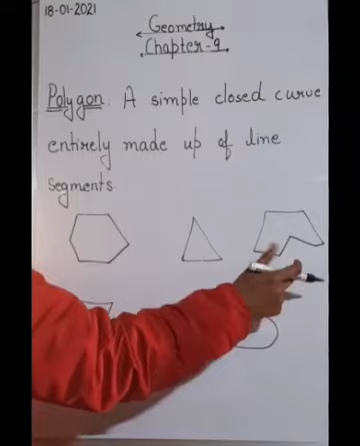 18-01-2021
Geometry
Chapter-9.
Polygon: A simple closed curve
entirely made up of line
segments.